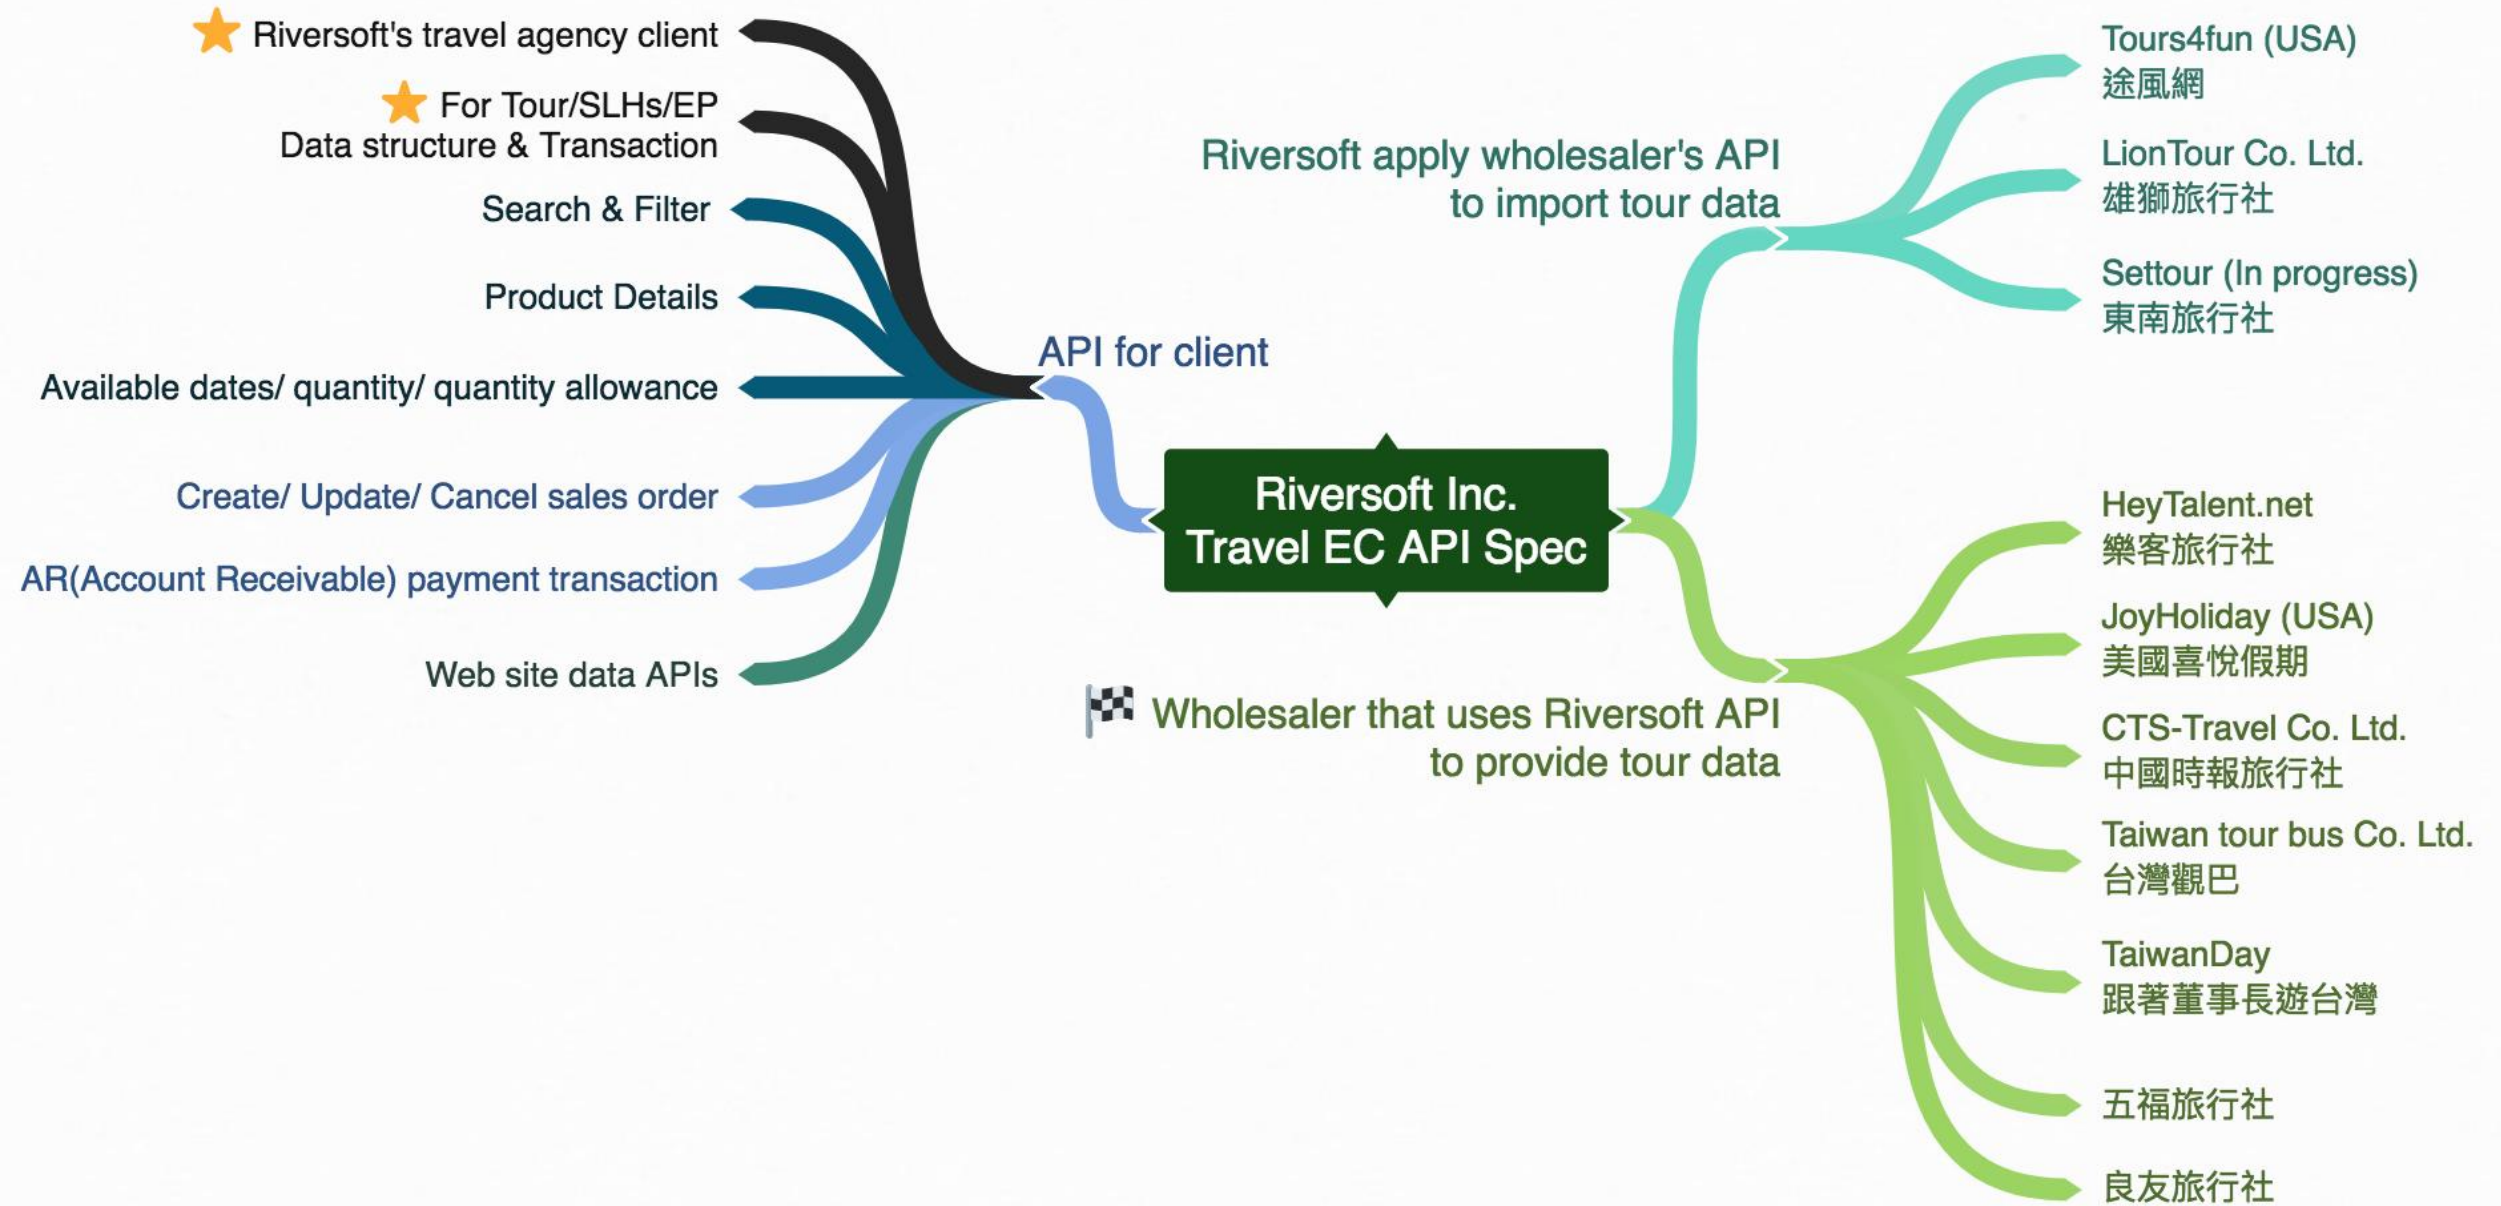 Riversoft's travel agency client
For Tour/SLHs/EP
Data structure & Transaction
Search & Filter
Product Details
Available dates/ quantity/ quantity allowance
Create/ Update/ Cancel sales order
AR(Account Receivable) payment transaction
Web site data APIs
API for client
Riversoft Inc.
Travel EC API Spec
Riversoft apply wholesaler's API
to import tour data
Tours4fun (USA)
途風網
LionTour Co. Ltd.
雄獅旅行社
Settour (In progress)
東南旅行社
Wholesaler that uses Riversoft API
to provide tour data
HeyTalent.net
樂客旅行社
JoyHoliday (USA)
美國喜悅假期
CTS-Travel Co. Ltd.
中國時報旅行社
Taiwan tour bus Co. Ltd.
台灣觀巴
TaiwanDay
跟著董事長遊台灣
五福旅行社
良友旅行社